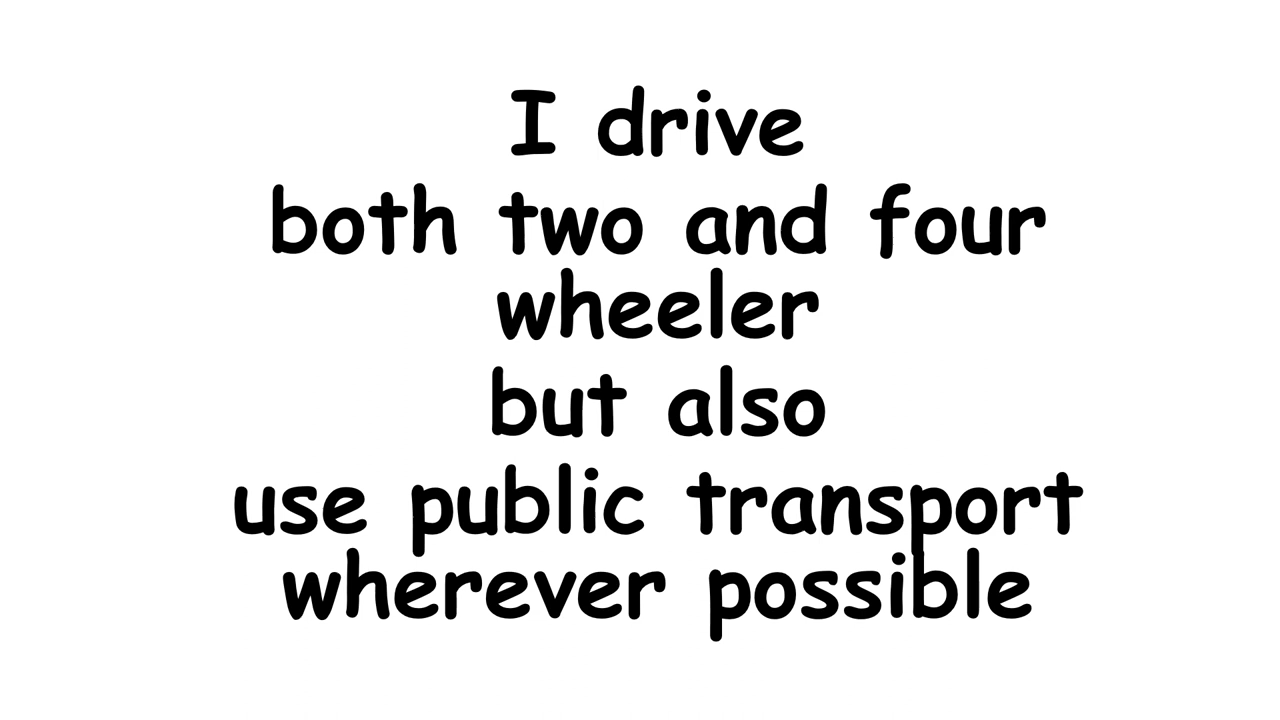 I drive
both two and four
wheeler
but also
use public transport
wherever possible